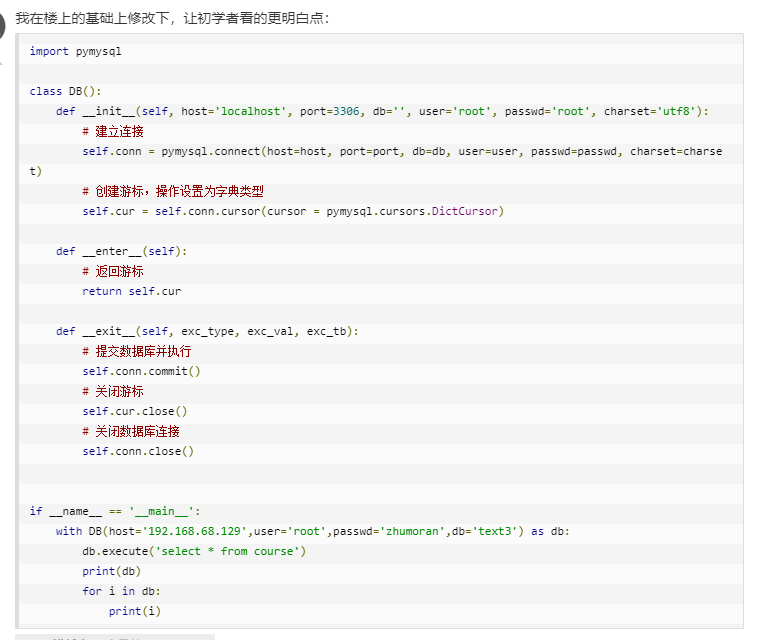 我在楼上的基础上修改下，让初学者看的更明白点：
import pymysql
class DB():
    def __init__(self, host='localhost', port=3306, db='', user='root', passwd='root', charset='utf8'):
        # 建立连接
        self.conn = pymysql.connect(host=host, port=port, db=db, user=user, passwd=passwd, charset=charse
t)
        # 创建游标，操作设置为字典类型
        self.cur = self.conn.cursor(cursor = pymysql.cursors.DictCursor)
    def __enter__(self):
        # 返回游标
        return self.cur
    def __exit__(self, exc_type, exc_val, exc_tb):
        # 提交数据库并执行
        self.conn.commit()
        # 关闭游标
        self.cur.close()
        # 关闭数据库连接
        self.conn.close()
if __name__ == '__main__':
    with DB(host='192.168.68.129',user='root',passwd='zhumoran',db='text3') as db:
        db.execute('select * from course')
        print(db)
        for i in db:
            print(i)